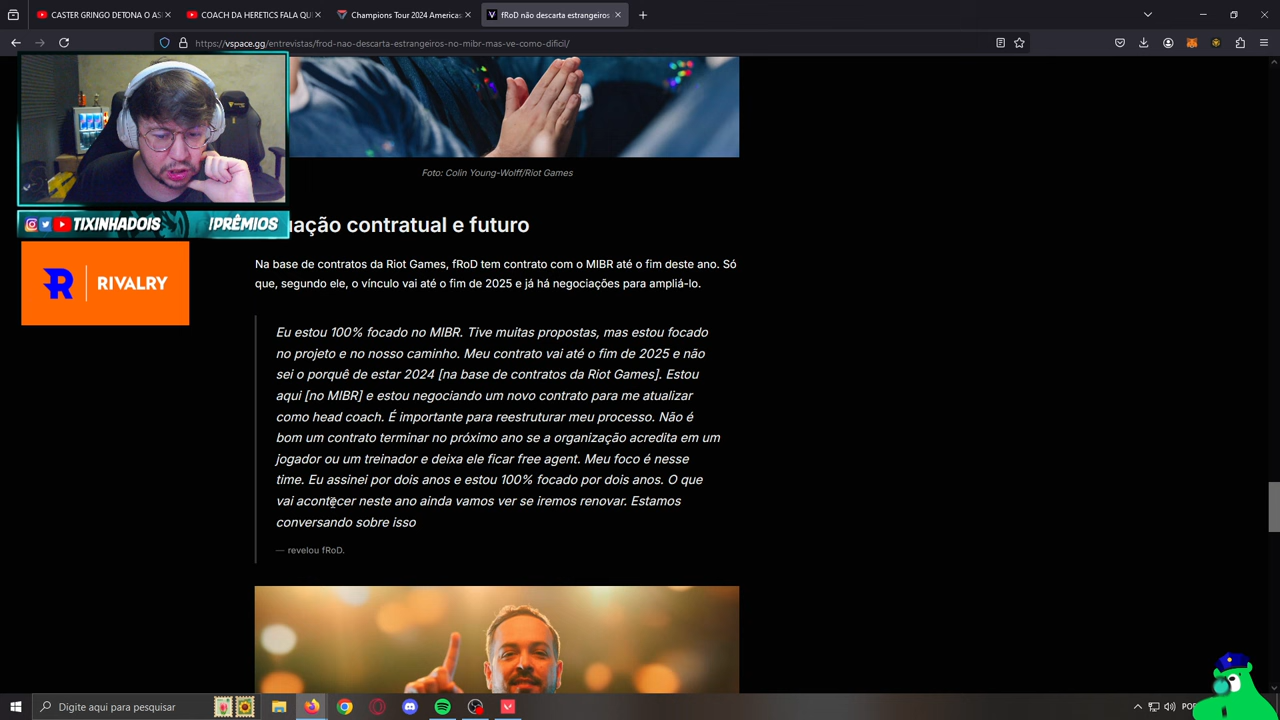 CASTER GRINGO DETONA O AS
COACH DA HERETICS FALA QU
Champions Tour 2024 Americas
fRoD não descarta estrangeiros
https://vspace.gg/entrevistas/frod-nao-descarta-estrangeiros-no-mibr-mas-ve-como-dificil/
Foto: Colin Young-Wolff/Riot Games
TIXINHADOIS
!PRÊMIOS
uação contratual e futuro
R RIVALRY
Na base de contratos da Riot Games, fRoD tem contrato com o MIBR até o fim deste ano. Só
que, segundo ele, o vínculo vai até o fim de 2025 e já há negociações para ampliá-lo.
Eu estou 100% focado no MIBR. Tive muitas propostas, mas estou focado
no projeto e no nosso caminho. Meu contrato vai até o fim de 2025 e não
sei o porquê de estar 2024 [na base de contratos da Riot Games]. Estou
aqui [no MIBR] e estou negociando um novo contrato para me atualizar
como head coach. É importante para reestruturar meu processo. Não é
bom um contrato terminar no próximo ano se a organização acredita em um
jogador ou um treinador e deixa ele ficar free agent. Meu foco é nesse
time. Eu assinei por dois anos e estou 100% focado por dois anos. O que
vai acontecer neste ano ainda vamos ver se iremos renovar. Estamos
conversando sobre isso
— revelou fRoD.
Digite aqui para pesquisar